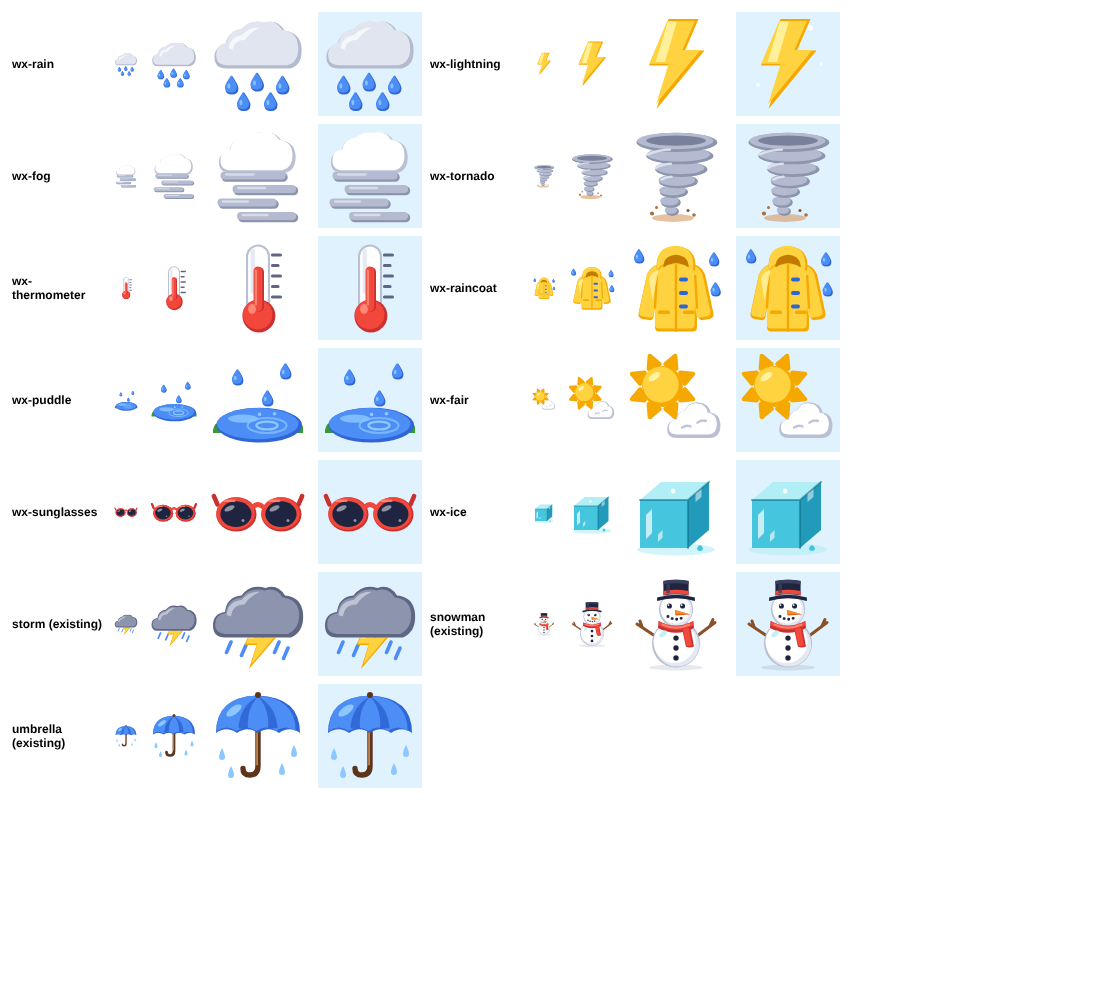 wx-rain
wx-lightning
wx-fog
wx-tornado
wx-
thermometer
wx-raincoat
wx-puddle
wx-fair
wx-sunglasses
wx-ice
storm (existing)
snowman
(existing)
umbrella
(existing)